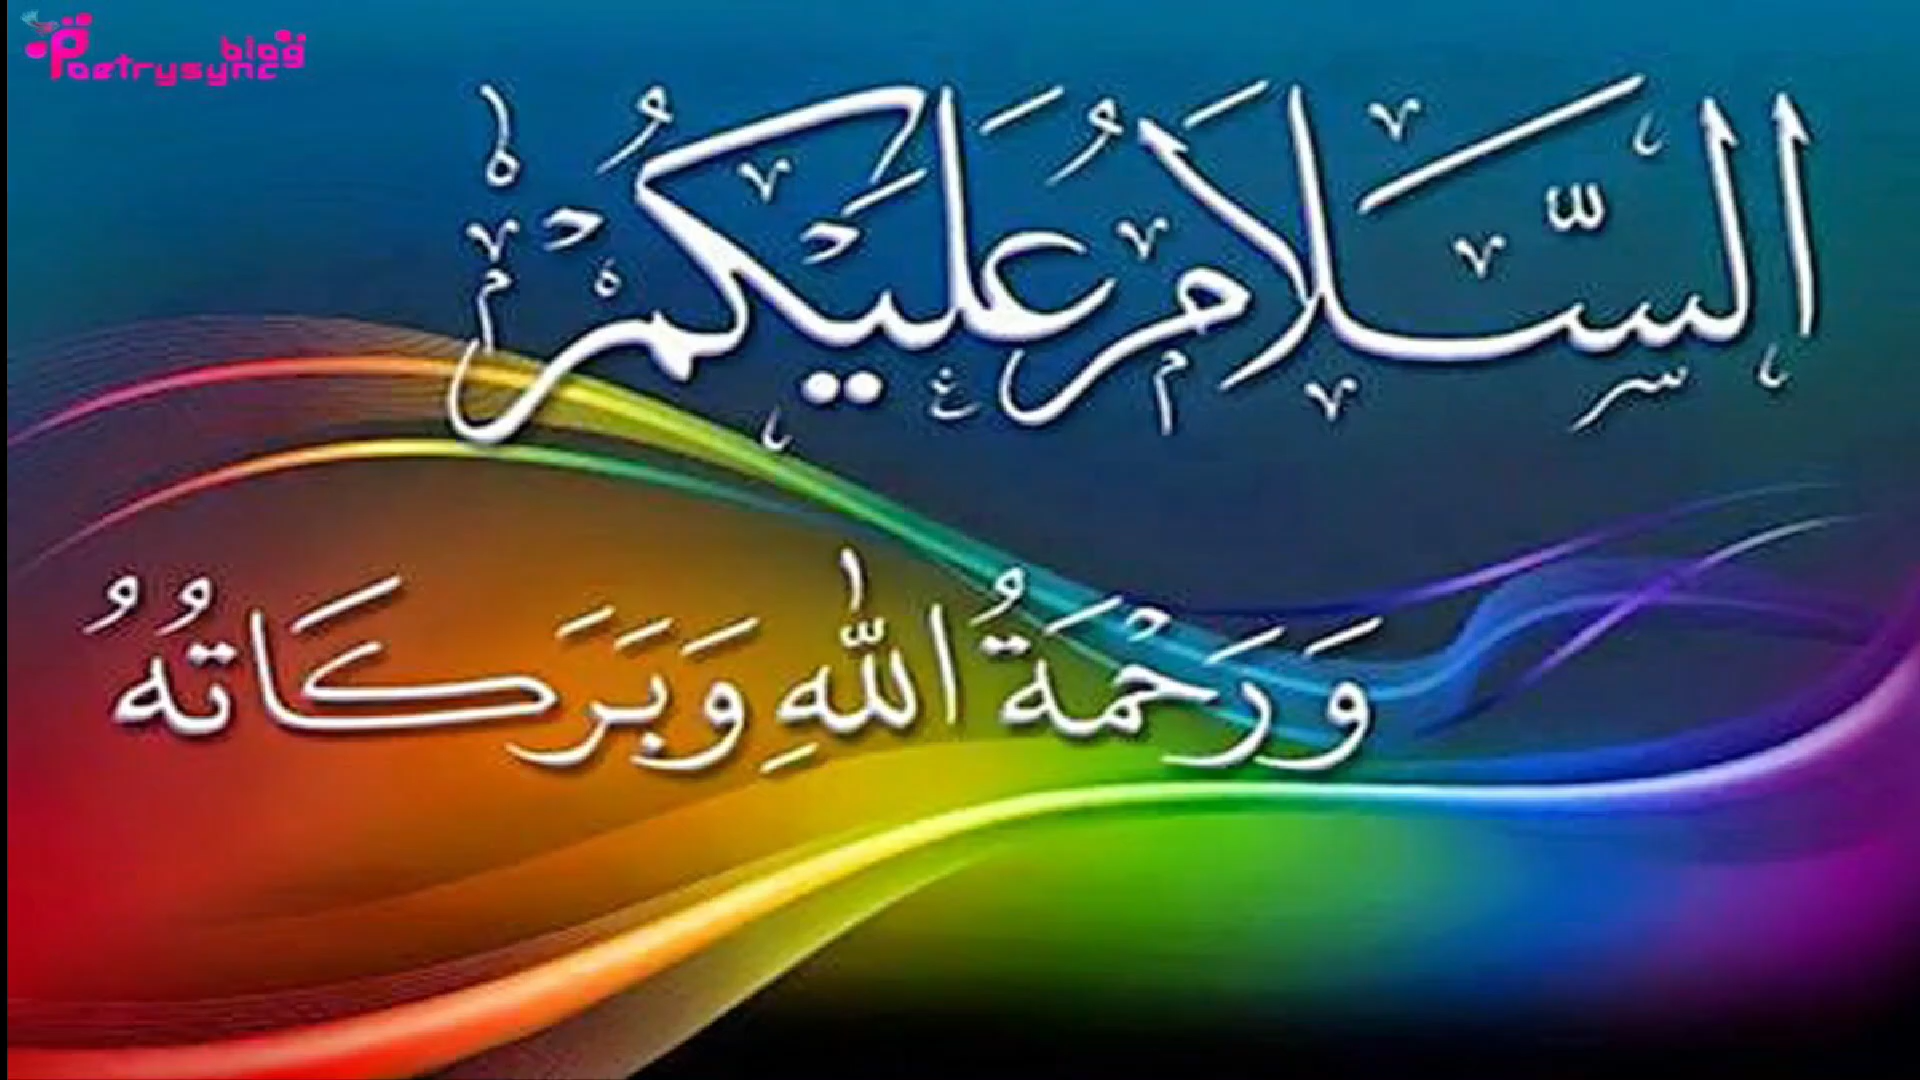 Poetrysync blog
السَّلَامُ عَلَيْكُمْ
وَرَحْمَةُ اللّٰهِ وَبَرَكَاتُهُ